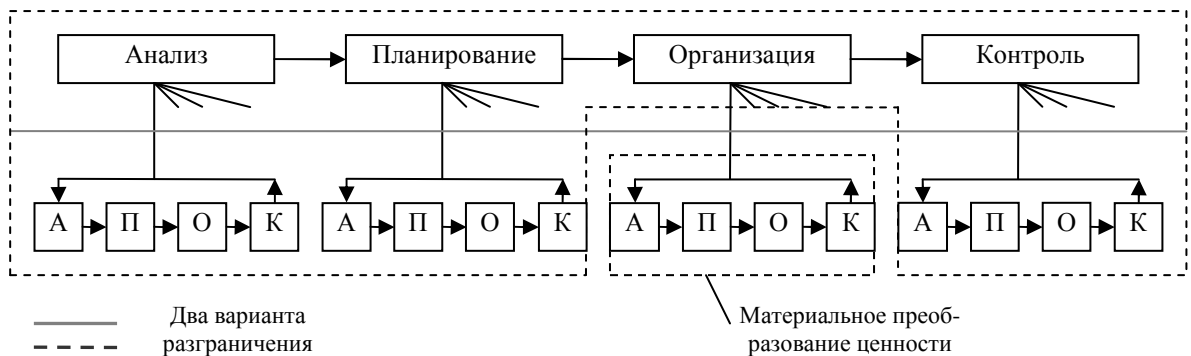 Анализ
Планирование
Организация
Контроль
А П О К
А П О К
А П О К
А П О К
Два варианта
разграничения
Материальное преоб-
разование ценности